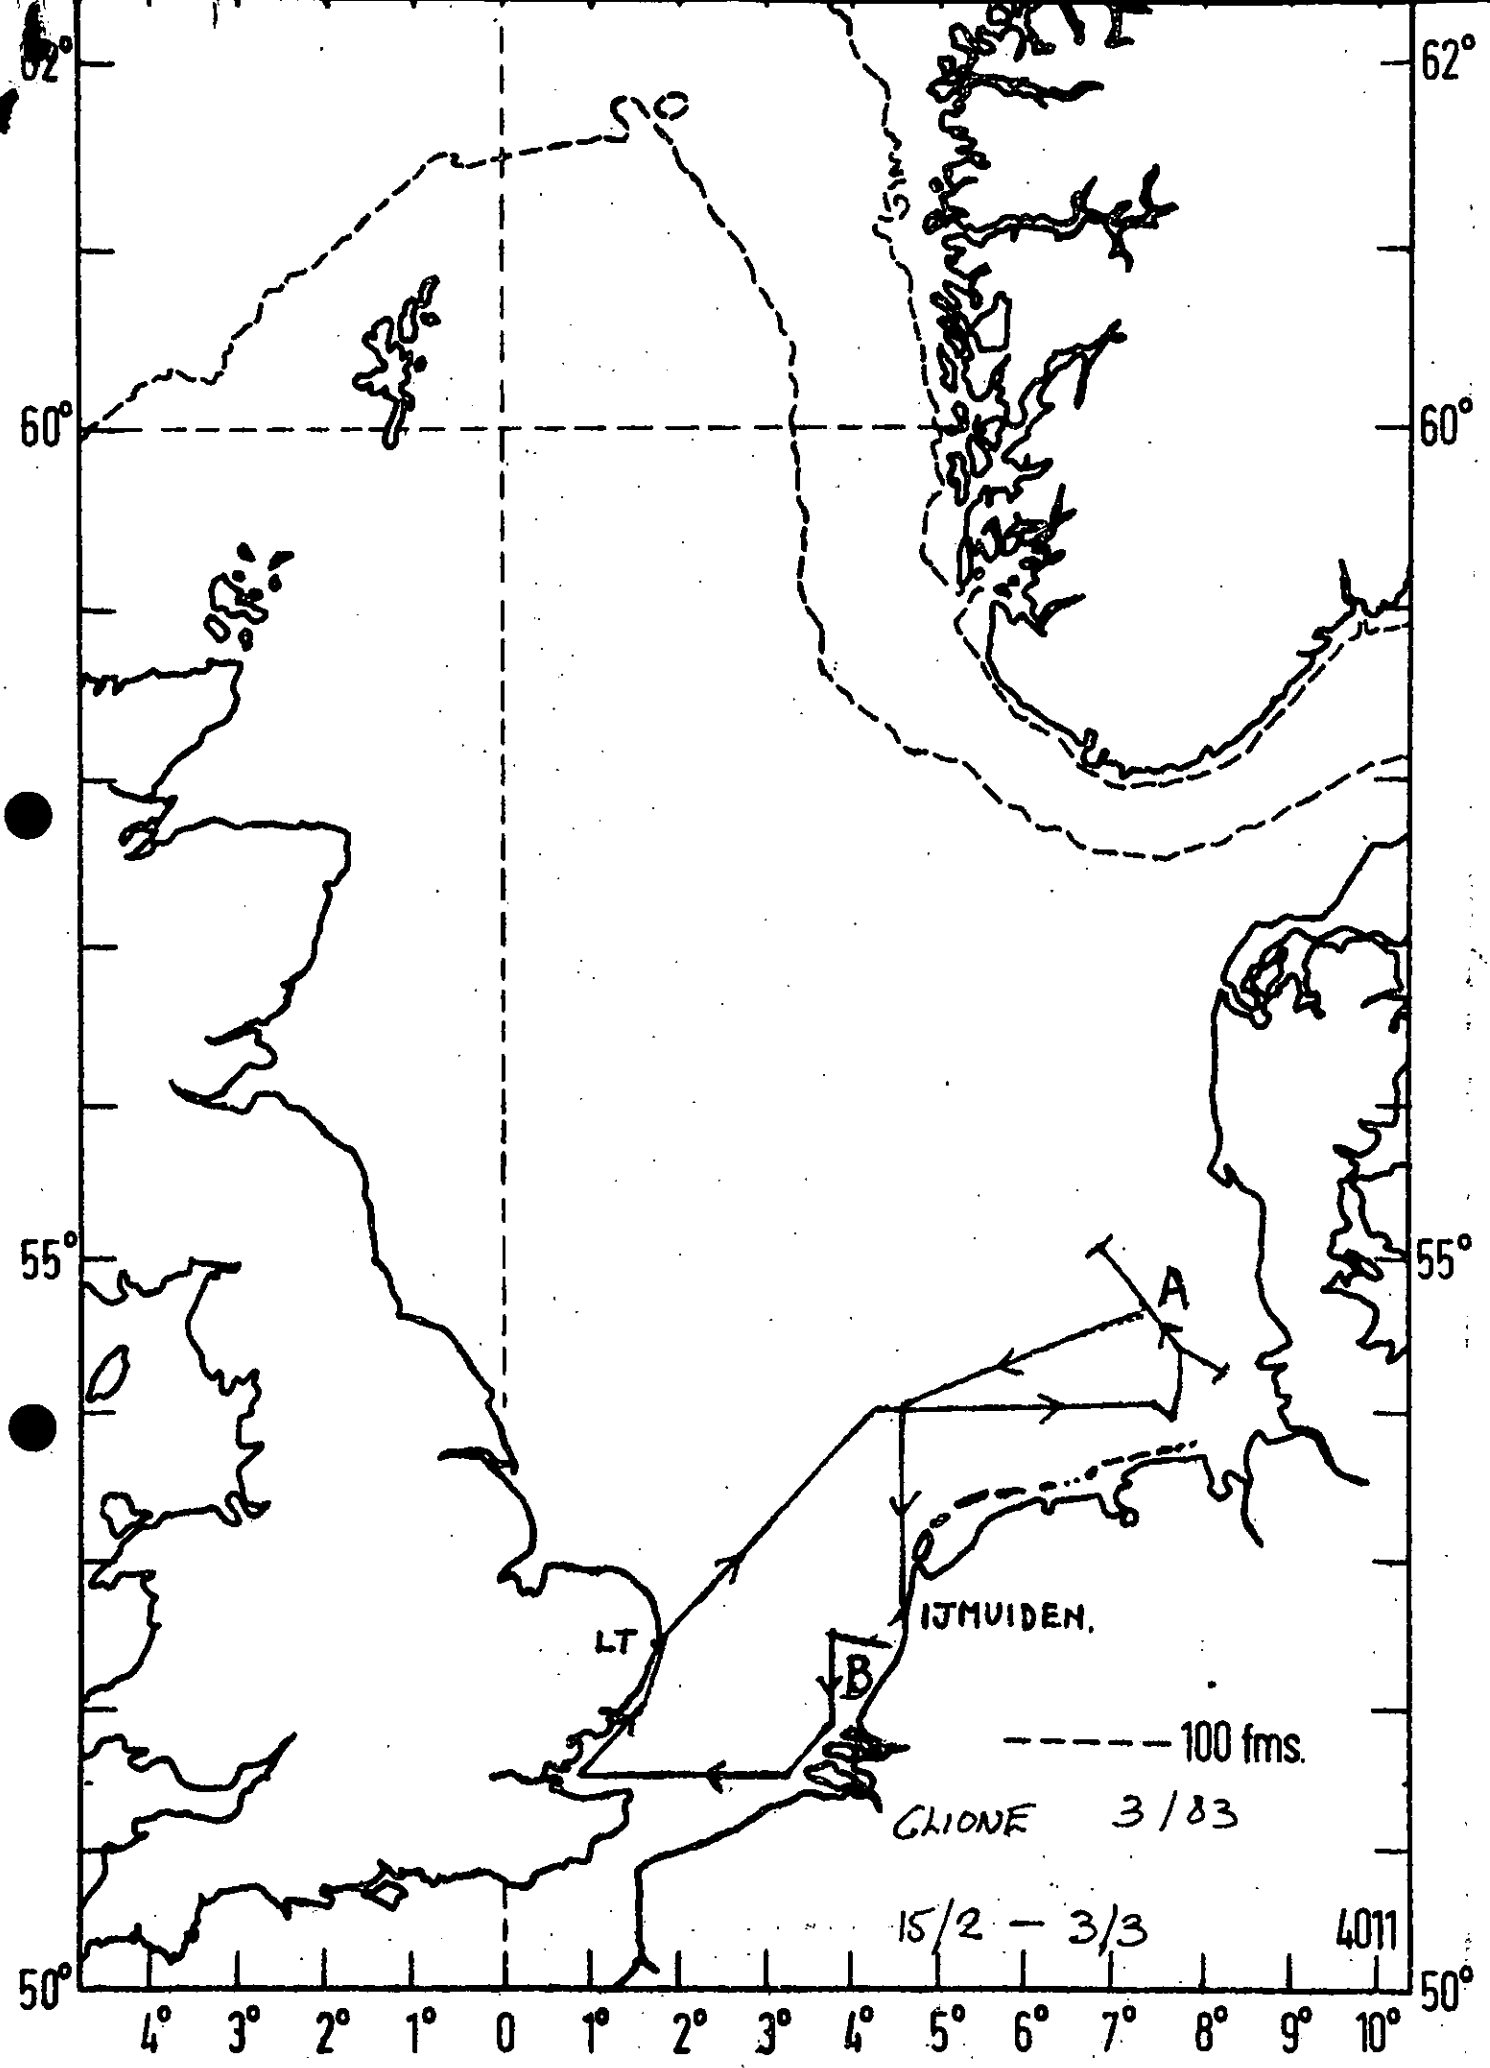 62° 62°
60° 60°
55° 55°
A
IJMUIDEN.
LT
B
100 fms.
CLIONE 3/83
15/2 — 3/3 4011
50° 50°
4° 3° 2° 1° 0 1° 2° 3° 4° 5° 6° 7° 8° 9° 10°